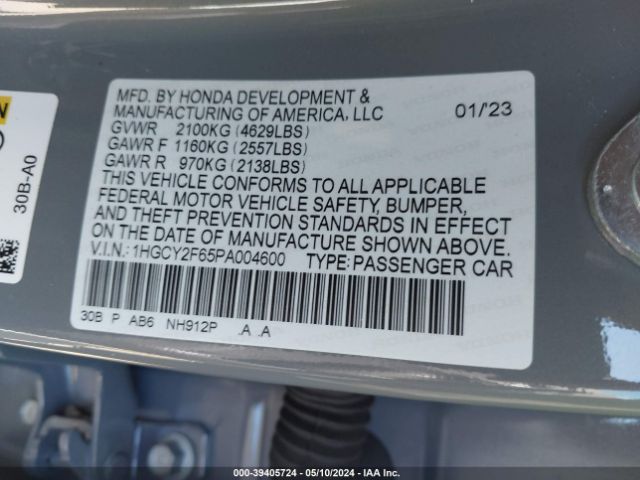 MFD. BY HONDA DEVELOPMENT &
MANUFACTURING OF AMERICA, LLC 01/'23
GVWR 2100KG (4629LBS)
GAWR F 1160KG (2557LBS)
GAWR R 970KG (2138LBS)
THIS VEHICLE CONFORMS TO ALL APPLICABLE
FEDERAL MOTOR VEHICLE SAFETY, BUMPER,
AND THEFT PREVENTION STANDARDS IN EFFECT
ON THE DATE OF MANUFACTURE SHOWN ABOVE.
V.I.N.: 1HGCY2F65PA004600 TYPE: PASSENGER CAR
30B P AB6 NH912P .A .A
30B-A0
000-39405724 - 05/10/2024 - IAA Inc.